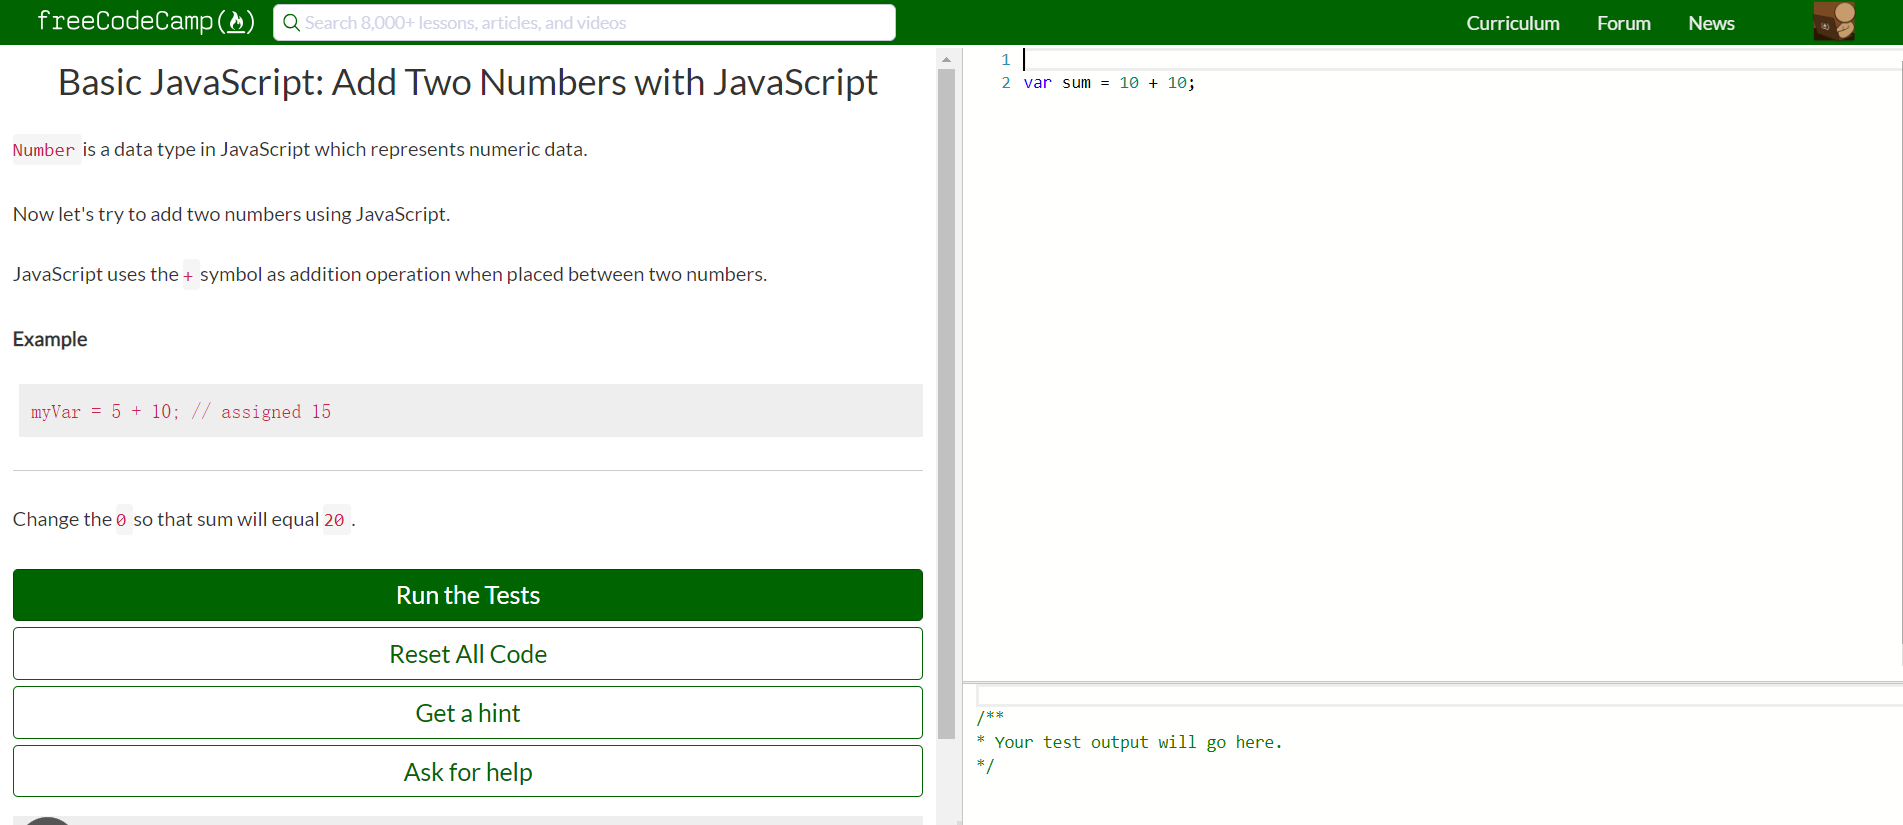 freeCodeCamp
Search 8,000+ lessons, articles, and videos
Curriculum
Forum
News
Basic JavaScript: Add Two Numbers with JavaScript
Number is a data type in JavaScript which represents numeric data.
Now let's try to add two numbers using JavaScript.
JavaScript uses the + symbol as addition operation when placed between two numbers.
Example
myVar = 5 + 10; // assigned 15
Change the 0 so that sum will equal 20 .
Run the Tests
Reset All Code
Get a hint
Ask for help
1
2 var sum = 10 + 10;
/**
* Your test output will go here.
*/